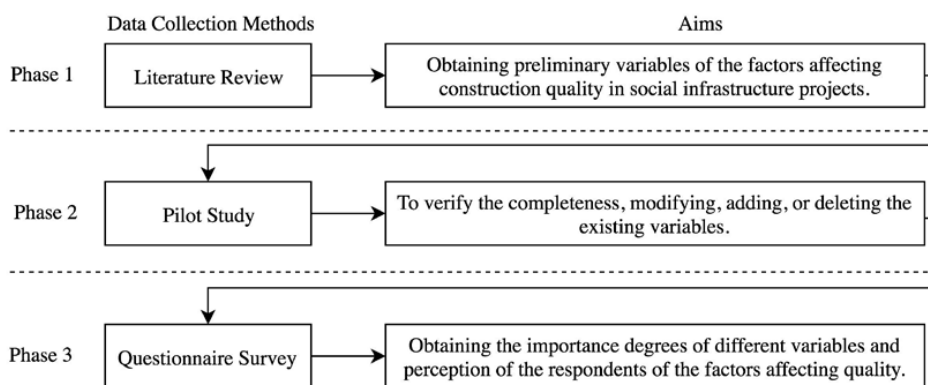 Data Collection Methods
Aims
Phase 1
Literature Review
Obtaining preliminary variables of the factors affecting
construction quality in social infrastructure projects.
Phase 2
Pilot Study
To verify the completeness, modifying, adding, or deleting the
existing variables.
Phase 3
Questionnaire Survey
Obtaining the importance degrees of different variables and
perception of the respondents of the factors affecting quality.